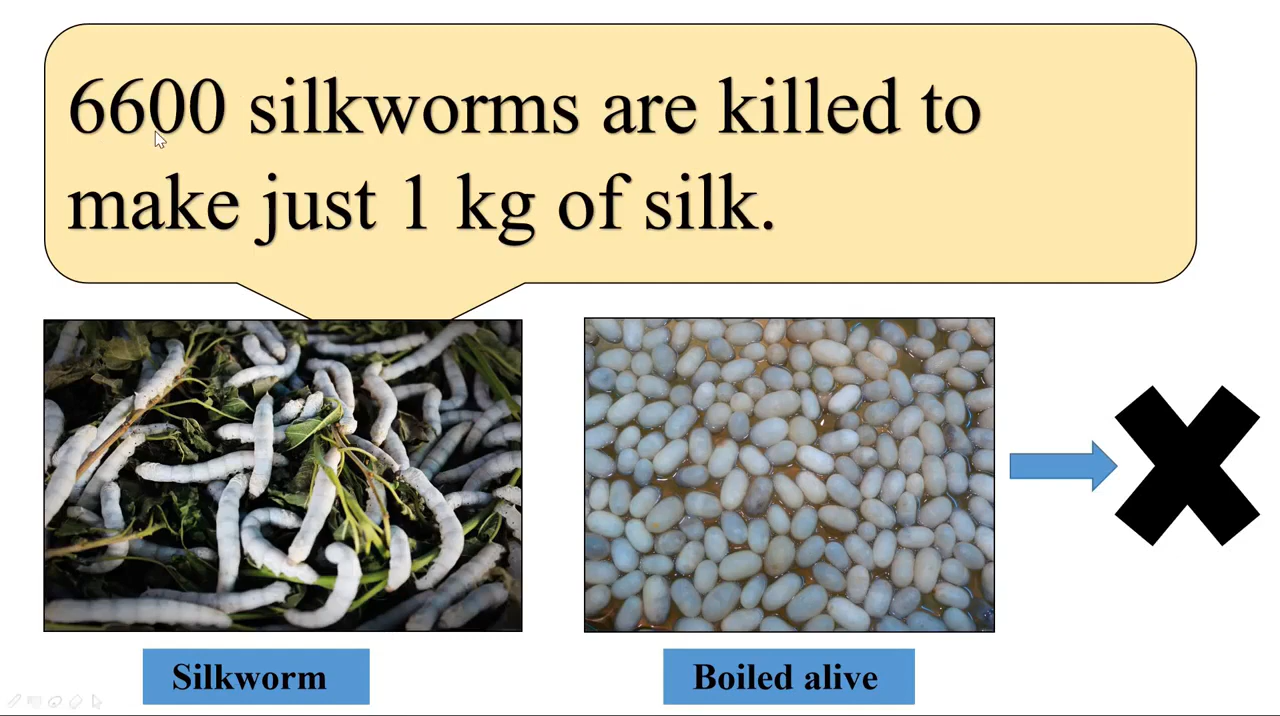 6600 silkworms are killed to
make just 1 kg of silk.
Silkworm
Boiled alive